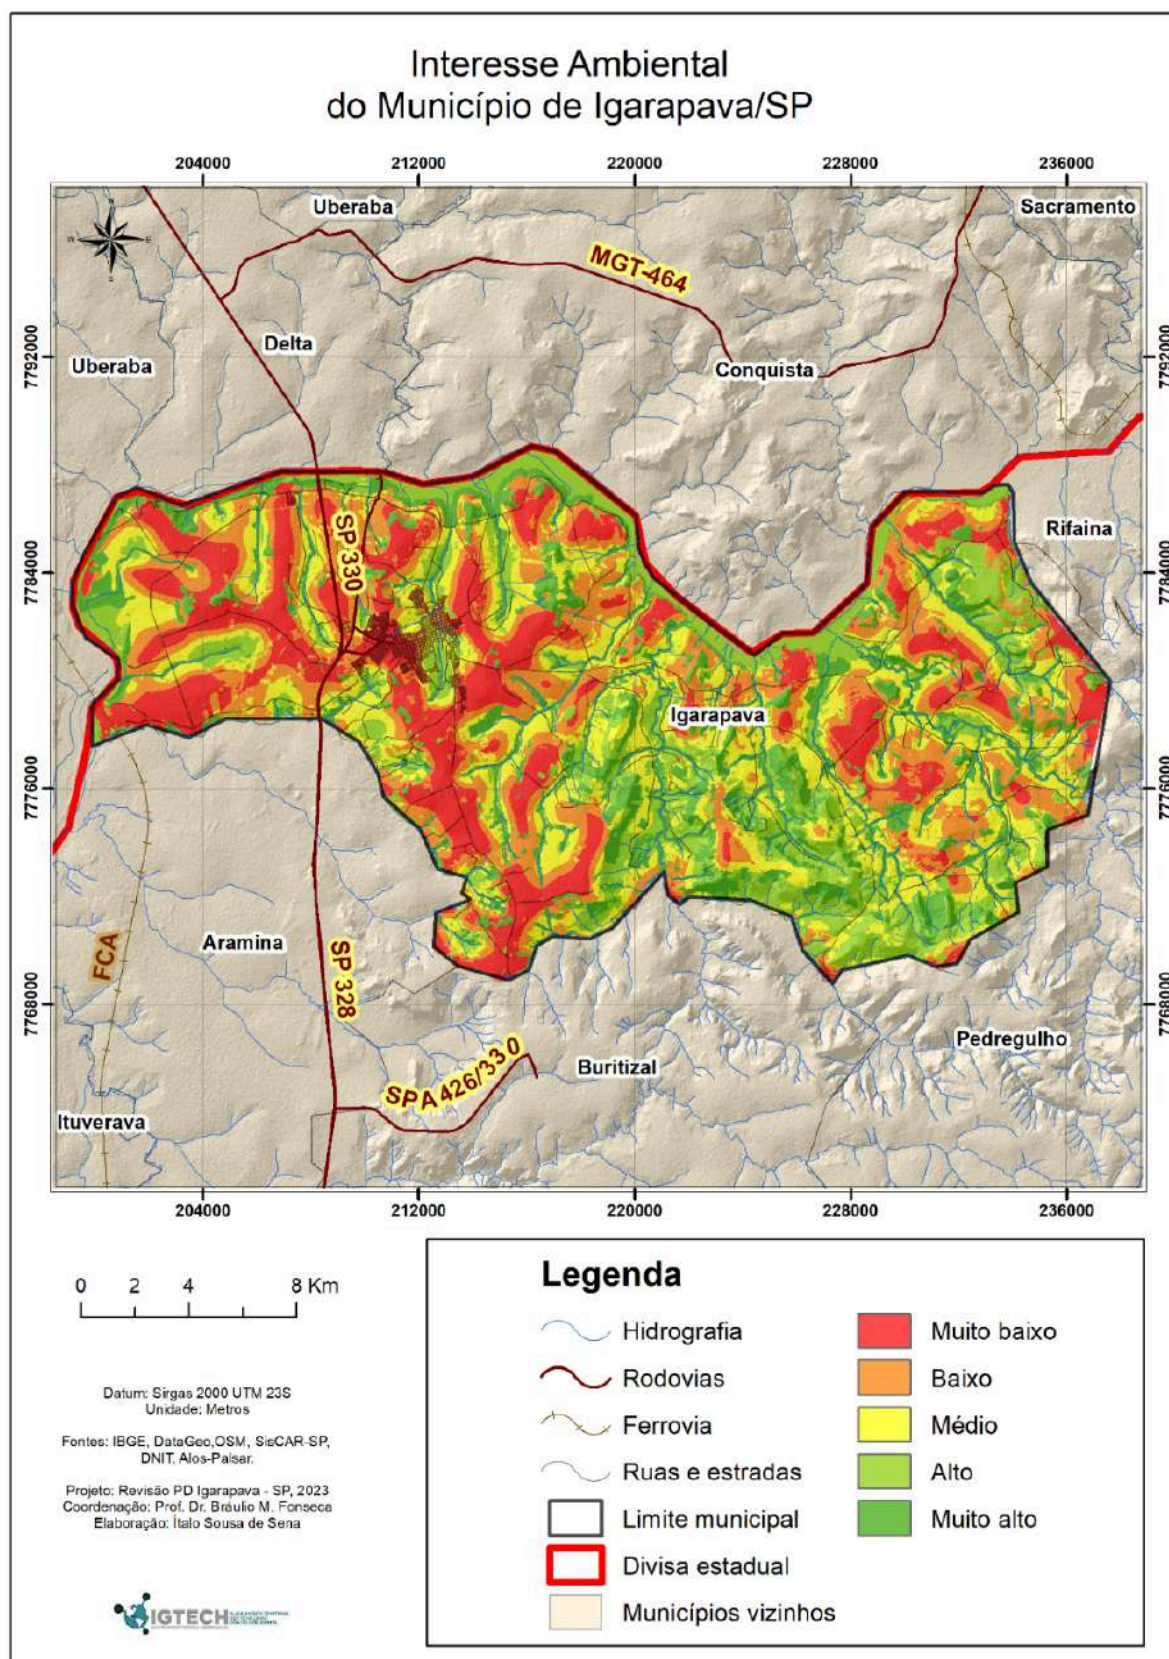 Interesse Ambiental
do Município de Igarapava/SP
204000 212000 220000 228000 236000
Uberaba
Sacramento
MGT-464
7792000
Delta
Uberaba
Conquista
7792000
SP 330
Rifaina
7784000
7784000
Igarapava
7776000
7776000
Aramina
FCA
SP 328
7768000
7768000
Pedregulho
Buritizal
SPA 426/330
Ituverava
204000 212000 220000 228000 236000
0 2 4 8 Km
Datum: Sirgas 2000 UTM 23S
Unidade: Metros
Fontes: IBGE, DataGeo,OSM, SisCAR-SP,
DNIT, Alos-Palsar.
Projeto: Revisão PD Igarapava - SP, 2023
Coordenação: Prof. Dr. Bráulio M. Fonseca
Elaboração: Ítalo Sousa de Sena
IGTECH
Legenda
Hidrografia
Rodovias
Ferrovia
Ruas e estradas
Limite municipal
Divisa estadual
Municípios vizinhos
Muito baixo
Baixo
Médio
Alto
Muito alto